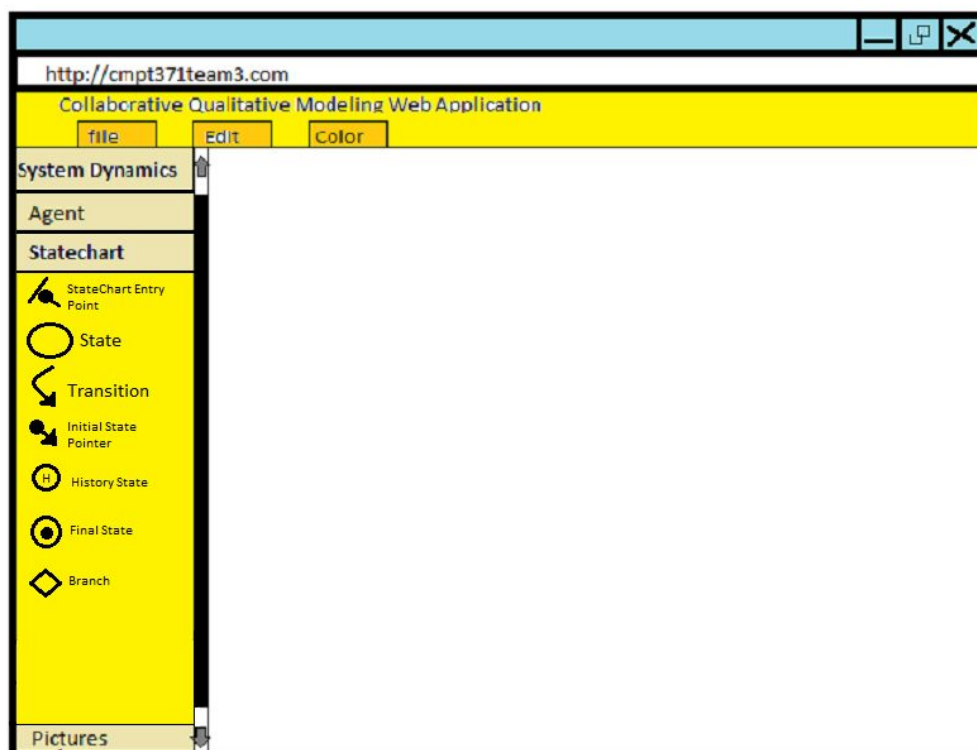 http://cmpt371team3.com
Collaborative Qualitative Modeling Web Application
file Edit Color
System Dynamics
Agent
Statechart
StateChart Entry
Point
State
Transition
Initial State
Pointer
H History State
Final State
Branch
Pictures